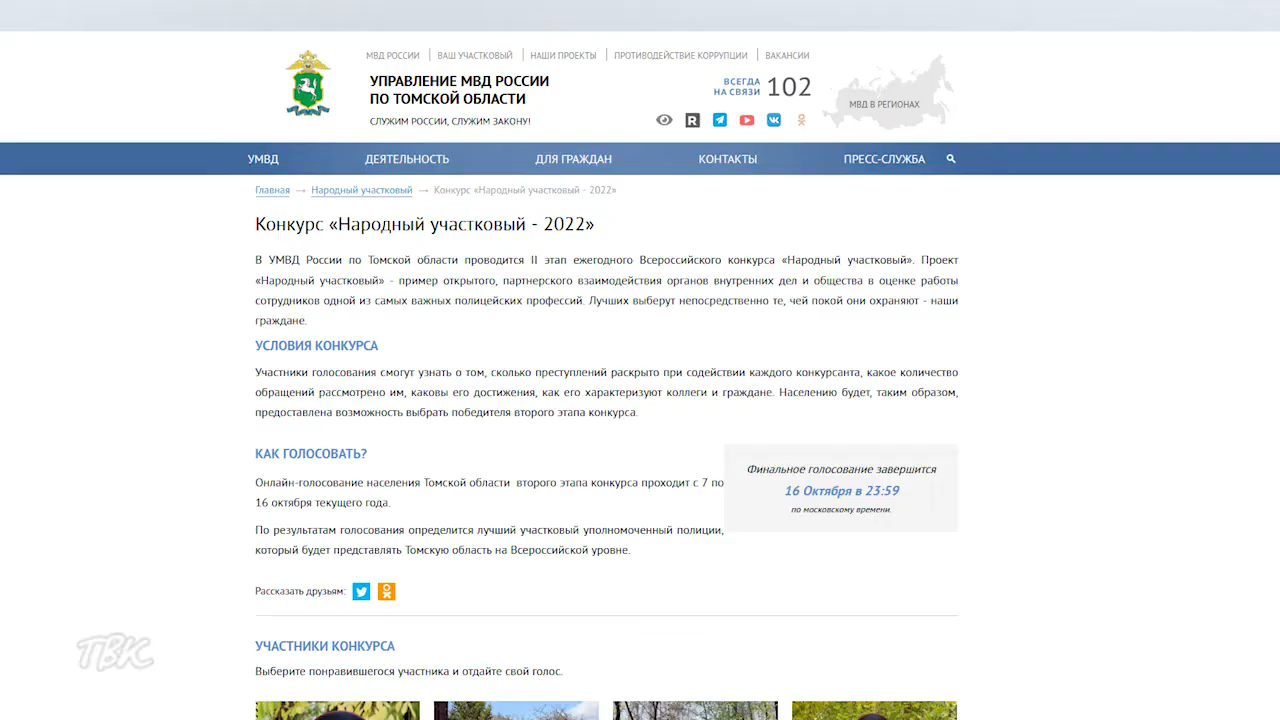 МВД РОССИИ ВАШ УЧАСТКОВЫЙ НАШИ ПРОЕКТЫ ПРОТИВОДЕЙСТВИЕ КОРРУПЦИИ ВАКАНСИИ
УПРАВЛЕНИЕ МВД РОССИИ
ПО ТОМСКОЙ ОБЛАСТИ
СЛУЖИМ РОССИИ, СЛУЖИМ ЗАКОНУ!
ВСЕГДА
НА СВЯЗИ
102
МВД В РЕГИОНАХ
УМВД ДЕЯТЕЛЬНОСТЬ ДЛЯ ГРАЖДАН КОНТАКТЫ ПРЕСС-СЛУЖБА
Главная → Народный участковый → Конкурс «Народный участковый - 2022»
Конкурс «Народный участковый - 2022»
В УМВД России по Томской области проводится II этап ежегодного Всероссийского конкурса «Народный участковый». Проект
«Народный участковый» - пример открытого, партнерского взаимодействия органов внутренних дел и общества в оценке работы
сотрудников одной из самых важных полицейских профессий. Лучших выберут непосредственно те, чей покой они охраняют - наши
граждане.
УСЛОВИЯ КОНКУРСА
Участники голосования смогут узнать о том, сколько преступлений раскрыто при содействии каждого конкурсанта, какое количество
обращений рассмотрено им, каковы его достижения, как его характеризуют коллеги и граждане. Населению будет, таким образом,
предоставлена возможность выбрать победителя второго этапа конкурса.
КАК ГОЛОСОВАТЬ?
Онлайн-голосование населения Томской области второго этапа конкурса проходит с 7 по
16 октября текущего года.
По результатам голосования определится лучший участковый уполномоченный полиции,
который будет представлять Томскую область на Всероссийской уровне.
Финальное голосование завершится
16 Октября в 23:59
по московскому времени.
Рассказать друзьям:
УЧАСТНИКИ КОНКУРСА
Выберите понравившегося участника и отдайте свой голос.
ТВК